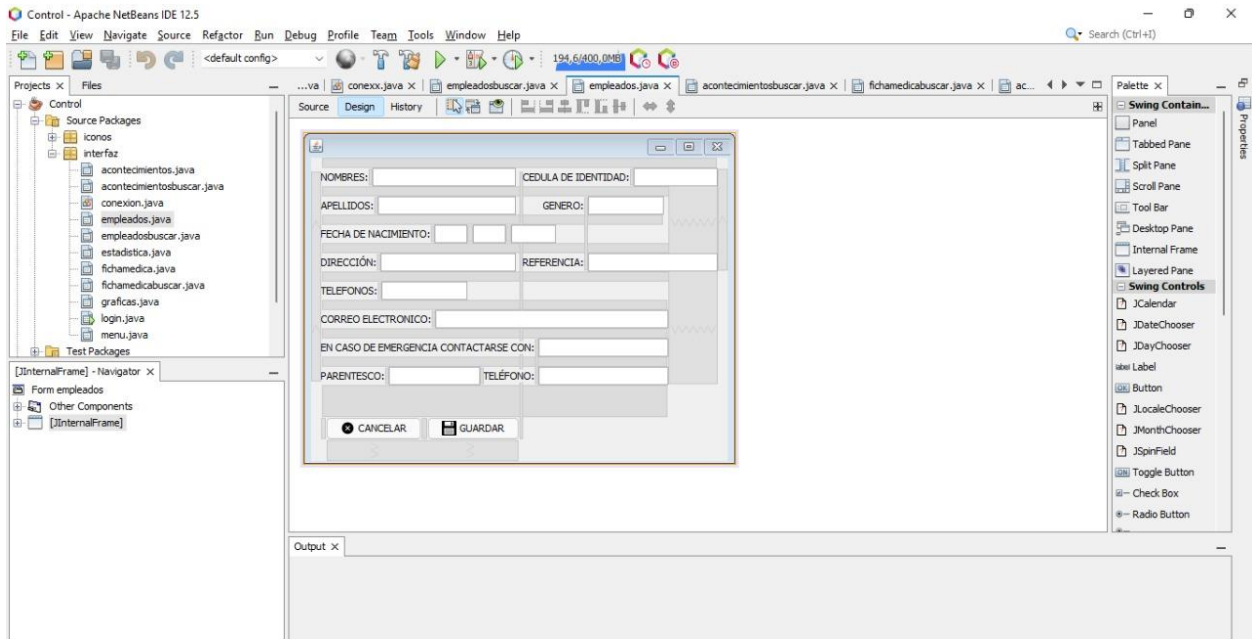 Control - Apache NetBeans IDE 12.5
File Edit View Navigate Source Refactor Run Debug Profile Team Tools Window Help
Search (Ctrl+I)
<default config>
194,6/400,0MB
Projects Files
...va conexx.java empleadosbuscar.java empleados.java acontecimientosbuscar.java fichamedicabuscar.java ac...
Source Design History
Control
Source Packages
iconos
interfaz
acontecimientos.java
acontecimientosbuscar.java
conexion.java
empleados.java
empleadosbuscar.java
estadistica.java
fichamedica.java
fichamedicabuscar.java
graficas.java
login.java
menu.java
Test Packages
[JInternalFrame] - Navigator
Form empleados
Other Components
[JInternalFrame]
NOMBRES: CEDULA DE IDENTIDAD:
APELLIDOS: GENERO:
FECHA DE NACIMIENTO:
DIRECCIÓN: REFERENCIA:
TELEFONOS:
CORREO ELECTRONICO:
EN CASO DE EMERGENCIA CONTACTARSE CON:
PARENTESCO: TELÉFONO:
CANCELAR GUARDAR
Output
Palette
Swing Contain...
Panel
Tabbed Pane
Split Pane
Scroll Pane
Tool Bar
Desktop Pane
Internal Frame
Layered Pane
Swing Controls
JCalendar
JDateChooser
JDayChooser
label Label
OK Button
JLocaleChooser
JMonthChooser
JSpinField
ON Toggle Button
Check Box
Radio Button
Properties